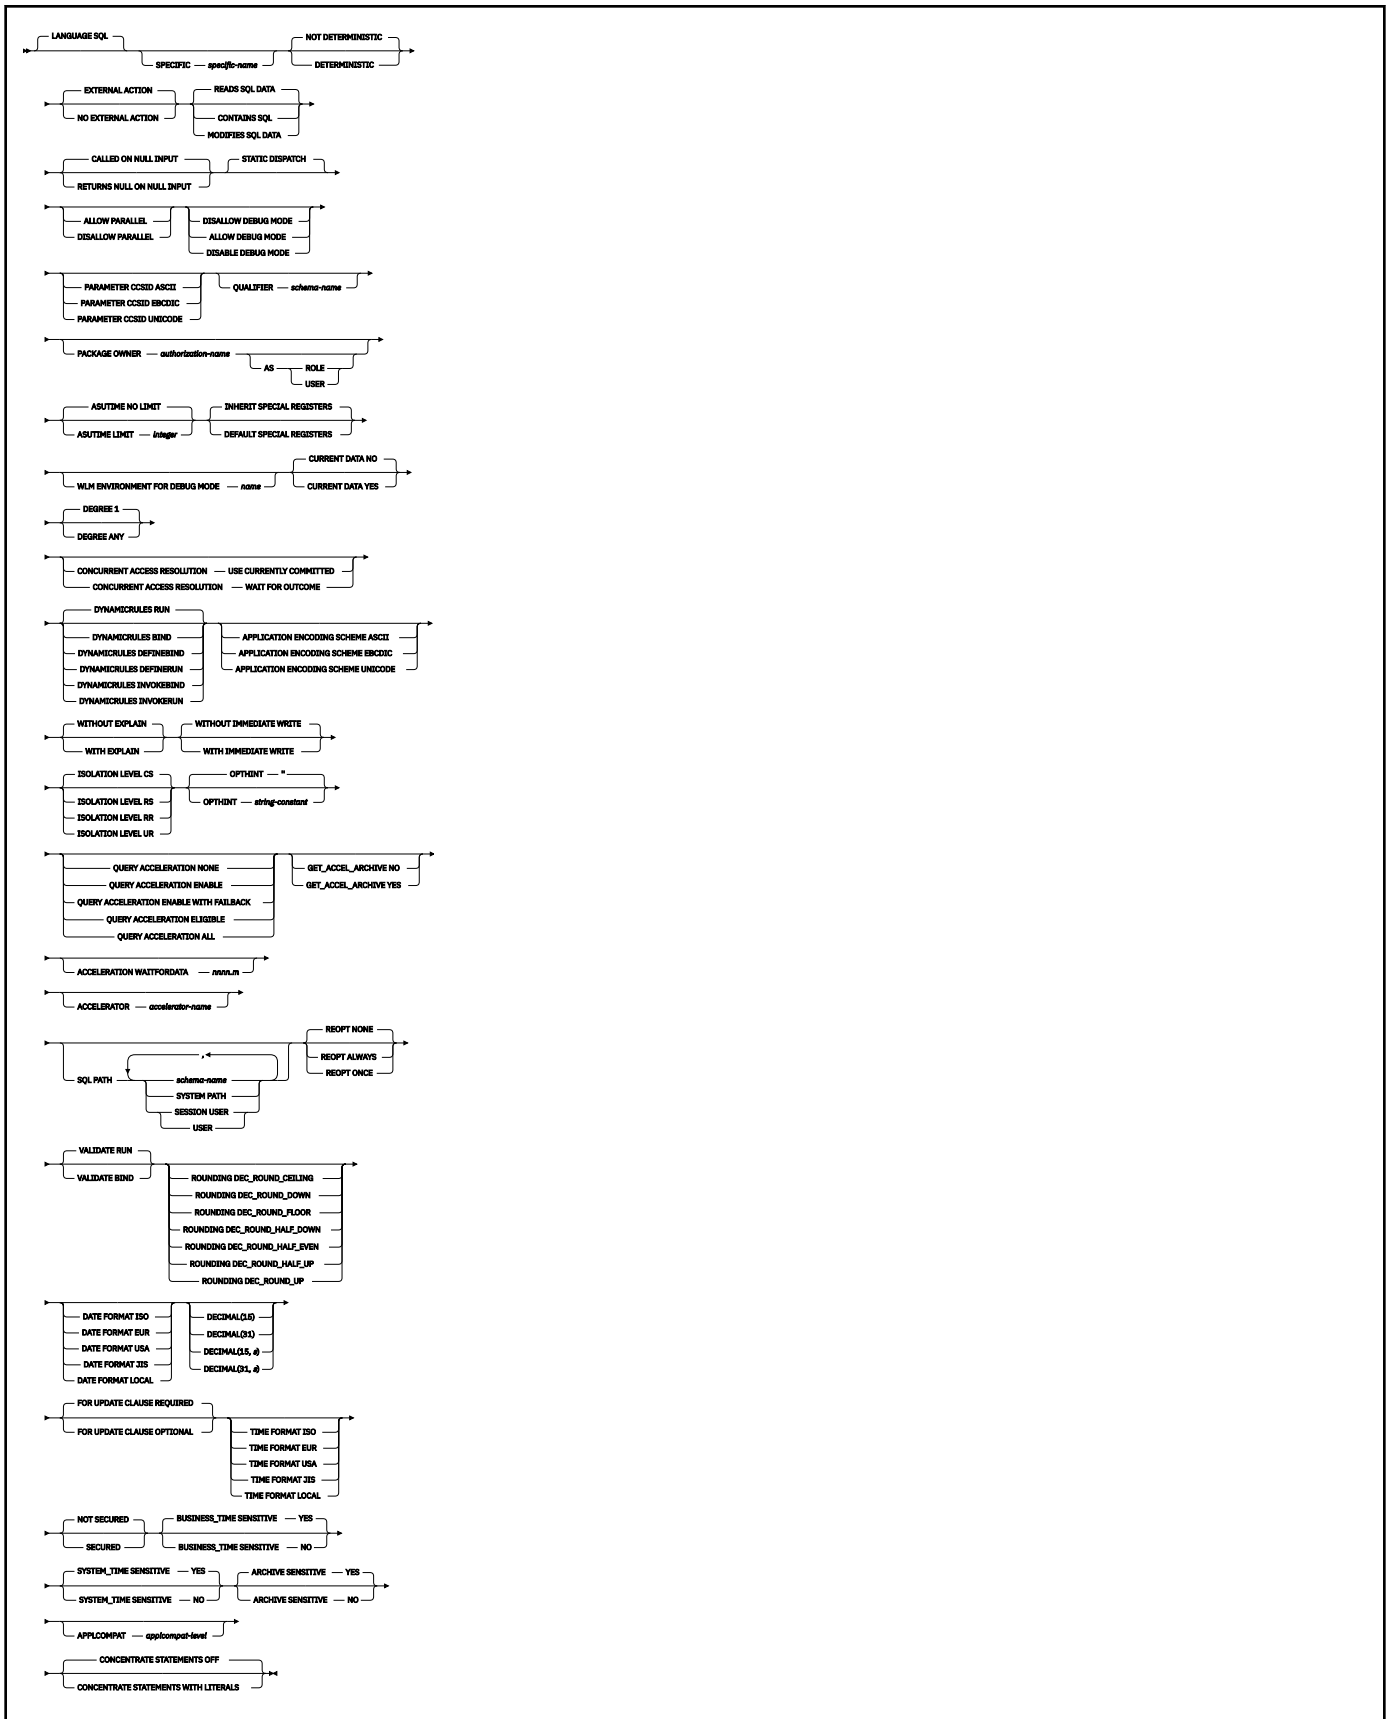 LANGUAGE SQL
NOT DETERMINISTIC
SPECIFIC specific-name
DETERMINISTIC
EXTERNAL ACTION
READS SQL DATA
NO EXTERNAL ACTION
CONTAINS SQL
MODIFIES SQL DATA
CALLED ON NULL INPUT
STATIC DISPATCH
RETURNS NULL ON NULL INPUT
ALLOW PARALLEL
DISALLOW DEBUG MODE
DISALLOW PARALLEL
ALLOW DEBUG MODE
DISABLE DEBUG MODE
PARAMETER CCSID ASCII
QUALIFIER schema-name
PARAMETER CCSID EBCDIC
PARAMETER CCSID UNICODE
PACKAGE OWNER authorization-name
AS ROLE
USER
ASUTIME NO LIMIT
INHERIT SPECIAL REGISTERS
ASUTIME LIMIT integer
DEFAULT SPECIAL REGISTERS
CURRENT DATA NO
WLM ENVIRONMENT FOR DEBUG MODE name
CURRENT DATA YES
DEGREE 1
DEGREE ANY
CONCURRENT ACCESS RESOLUTION USE CURRENTLY COMMITTED
CONCURRENT ACCESS RESOLUTION WAIT FOR OUTCOME
DYNAMICRULES RUN
DYNAMICRULES BIND
APPLICATION ENCODING SCHEME ASCII
DYNAMICRULES DEFINEBIND
APPLICATION ENCODING SCHEME EBCDIC
DYNAMICRULES DEFINERUN
APPLICATION ENCODING SCHEME UNICODE
DYNAMICRULES INVOKEBIND
DYNAMICRULES INVOKERUN
WITHOUT EXPLAIN
WITHOUT IMMEDIATE WRITE
WITH EXPLAIN
WITH IMMEDIATE WRITE
ISOLATION LEVEL CS
OPTHINT ''
ISOLATION LEVEL RS
OPTHINT string-constant
ISOLATION LEVEL RR
ISOLATION LEVEL UR
QUERY ACCELERATION NONE
GET_ACCEL_ARCHIVE NO
QUERY ACCELERATION ENABLE
GET_ACCEL_ARCHIVE YES
QUERY ACCELERATION ENABLE WITH FAILBACK
QUERY ACCELERATION ELIGIBLE
QUERY ACCELERATION ALL
ACCELERATION WAITFORDATA nnnn.m
ACCELERATOR accelerator-name
REOPT NONE
,
REOPT ALWAYS
REOPT ONCE
SQL PATH schema-name
SYSTEM PATH
SESSION USER
USER
VALIDATE RUN
VALIDATE BIND
ROUNDING DEC_ROUND_CEILING
ROUNDING DEC_ROUND_DOWN
ROUNDING DEC_ROUND_FLOOR
ROUNDING DEC_ROUND_HALF_DOWN
ROUNDING DEC_ROUND_HALF_EVEN
ROUNDING DEC_ROUND_HALF_UP
ROUNDING DEC_ROUND_UP
DATE FORMAT ISO
DECIMAL(15)
DATE FORMAT EUR
DECIMAL(31)
DATE FORMAT USA
DECIMAL(15, s)
DATE FORMAT JIS
DECIMAL(31, s)
DATE FORMAT LOCAL
FOR UPDATE CLAUSE REQUIRED
FOR UPDATE CLAUSE OPTIONAL
TIME FORMAT ISO
TIME FORMAT EUR
TIME FORMAT USA
TIME FORMAT JIS
TIME FORMAT LOCAL
NOT SECURED
BUSINESS_TIME SENSITIVE YES
SECURED
BUSINESS_TIME SENSITIVE NO
SYSTEM_TIME SENSITIVE YES
ARCHIVE SENSITIVE YES
SYSTEM_TIME SENSITIVE NO
ARCHIVE SENSITIVE NO
APPLCOMPAT applcompat-level
CONCENTRATE STATEMENTS OFF
CONCENTRATE STATEMENTS WITH LITERALS